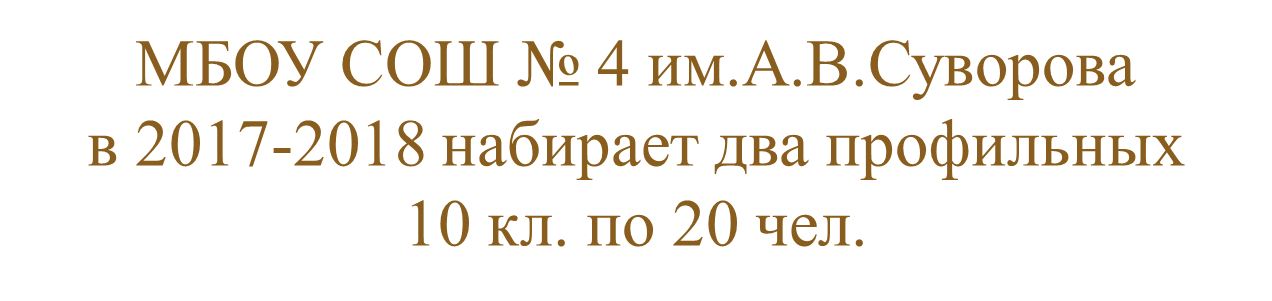 МБОУ СОШ № 4 им.А.В.Суворова
в 2017-2018 набирает два профильных
10 кл. по 20 чел.